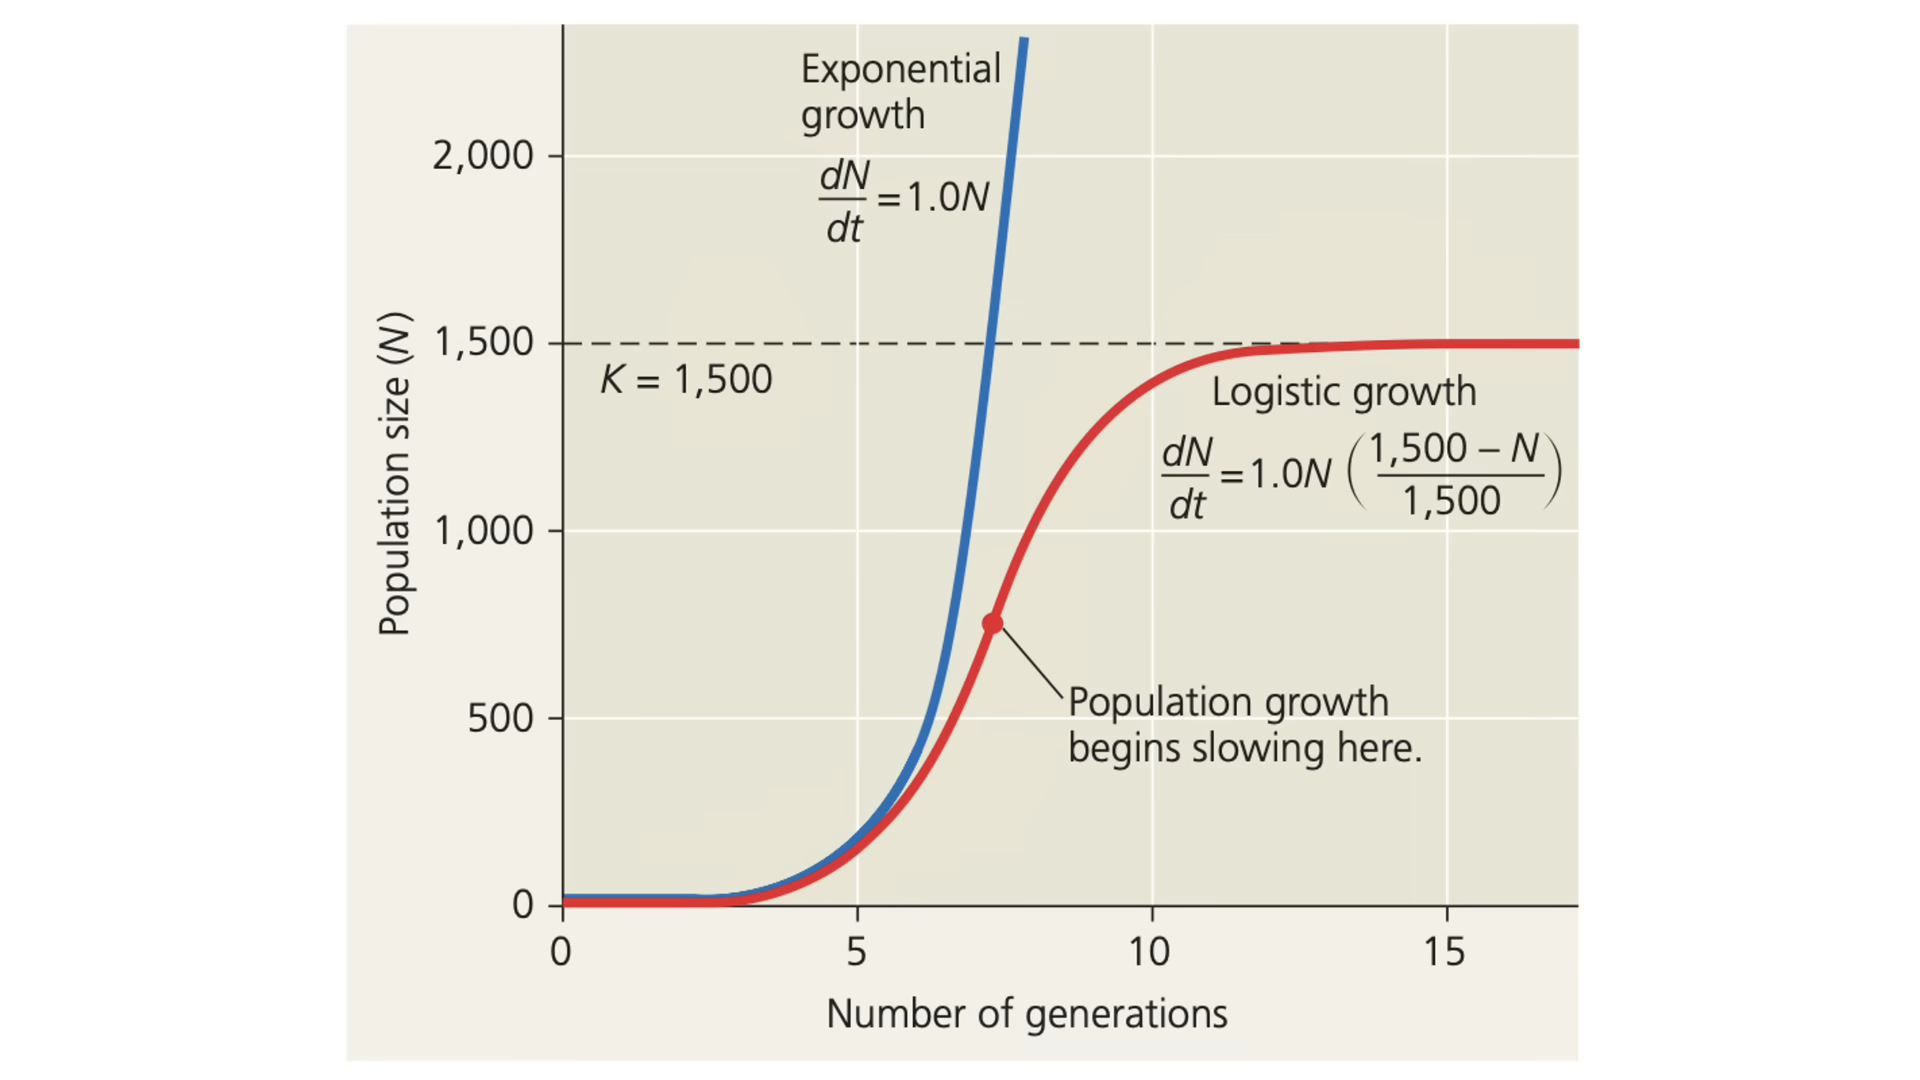 Exponential
growth
dN/dt = 1.0N
2,000
1,500
1,000
500
0
Population size (N)
K = 1,500
Logistic growth
dN/dt = 1.0N (1,500 – N / 1,500)
Population growth
begins slowing here.
0 5 10 15
Number of generations